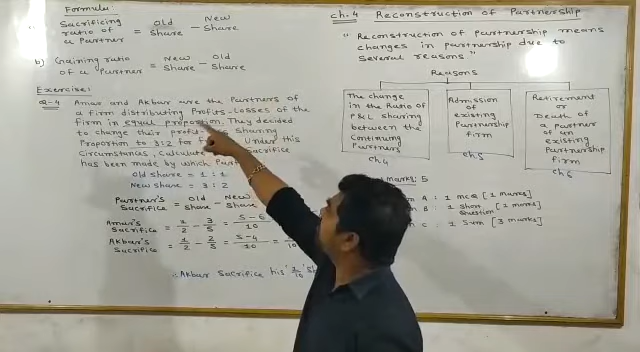 Formula:
Sacrificing ratio of a Partner = Old Share - New Share
b) Gaining ratio of a Partner = New Share - Old Share
Exercise:
Q-4 Amar and Akbar are the Partners of
a firm distributing Profits-Losses of the
firm in equal proportion. They decided
to change their profit- sharing
Proportion to 3:2 for Under this
Circumstances, Calculate Sacrifice
has been made by which
Old Share = 1 : 1
New Share = 3 : 2
Partner's Sacrifice = Old Share - New Share
Amar's Sacrifice = 1/2 - 3/5 = 5-6/10
Akbar's Sacrifice = 1/2 - 2/5 = 5-4/10 =
∴ Akbar Sacrifice his 1/10
ch.4 Reconstruction of Partnership
"Reconstruction of Partnership means
changes in partnership due to
several reasons"
Reasons
The change
in the Ratio of
P&L sharing
between the
Continuing
Partners
ch.4
Admission
of
existing
Partnership
firm
ch.5
Retirement
or
Death of
a partner
of an
existing
Partnership
firm
ch.6
marks: 5
A : 1 MCQ [1 marks]
B : 1 Short Question [1 marks]
C : 1 Sum [3 marks]